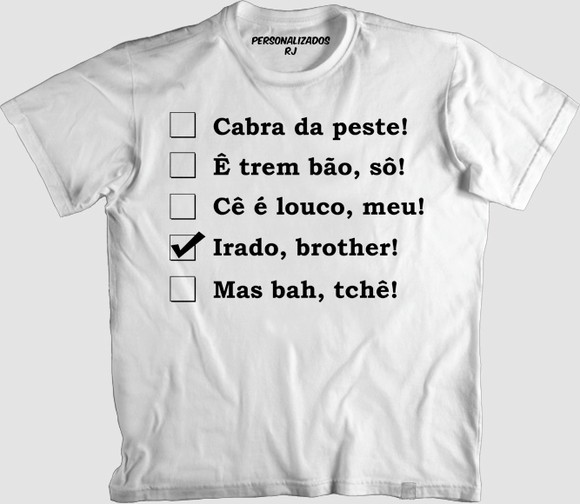 PERSONALIZADOS
RJ
Cabra da peste!
Ê trem bão, sô!
Cê é louco, meu!
Irado, brother!
Mas bah, tchê!